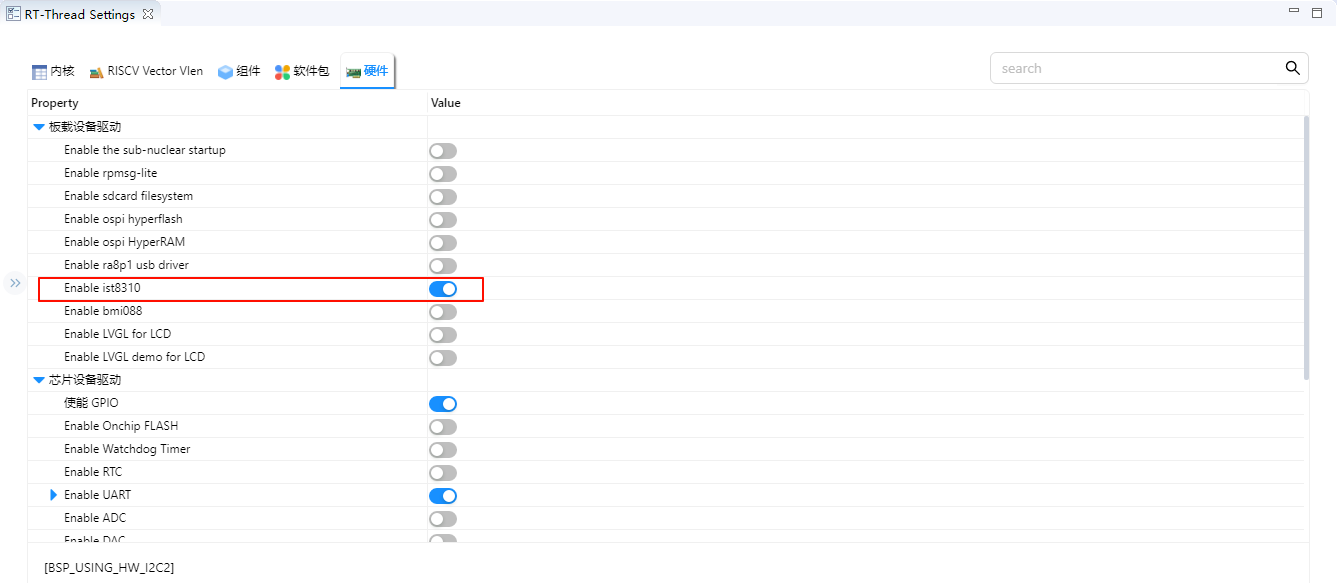 RT-Thread Settings
内核 RISCV Vector Vlen 组件 软件包 硬件 search
Property Value
板载设备驱动
Enable the sub-nuclear startup
Enable rpmsg-lite
Enable sdcard filesystem
Enable ospi hyperflash
Enable ospi HyperRAM
Enable ra8p1 usb driver
Enable ist8310
Enable bmi088
Enable LVGL for LCD
Enable LVGL demo for LCD
芯片设备驱动
使能 GPIO
Enable Onchip FLASH
Enable Watchdog Timer
Enable RTC
Enable UART
Enable ADC
Enable DAC
[BSP_USING_HW_I2C2]